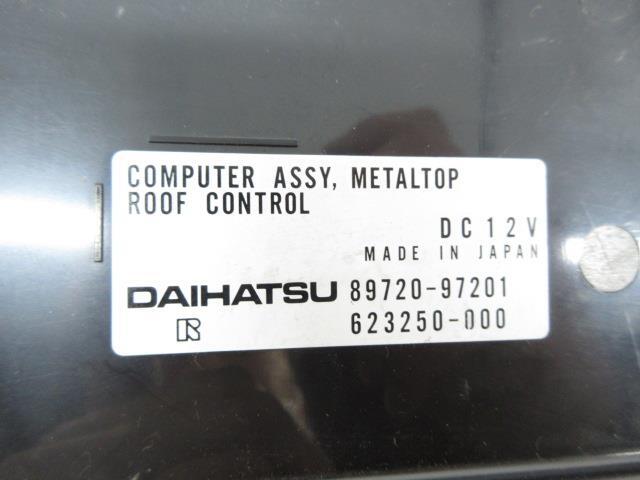 COMPUTER ASSY, METALTOP
ROOF CONTROL
DC12V
MADE IN JAPAN
DAIHATSU 89720-97201
R 623250-000